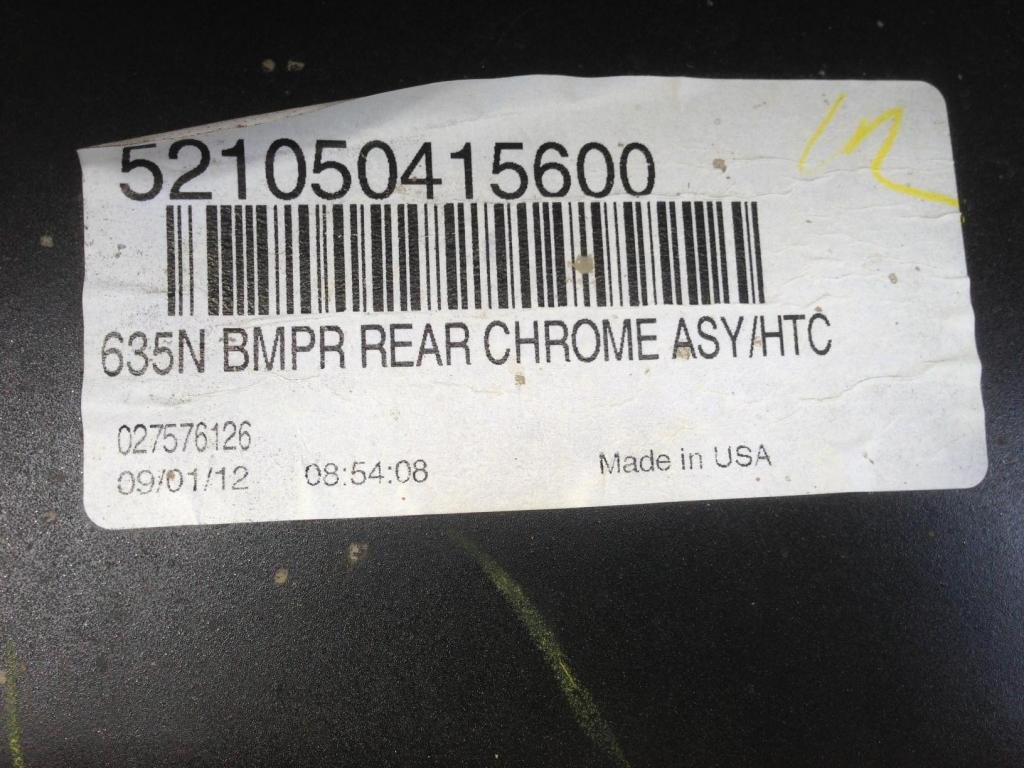 521050415600
635N BMPR REAR CHROME ASY/HTC
027576126
09/01/12 08:54:08 Made in USA